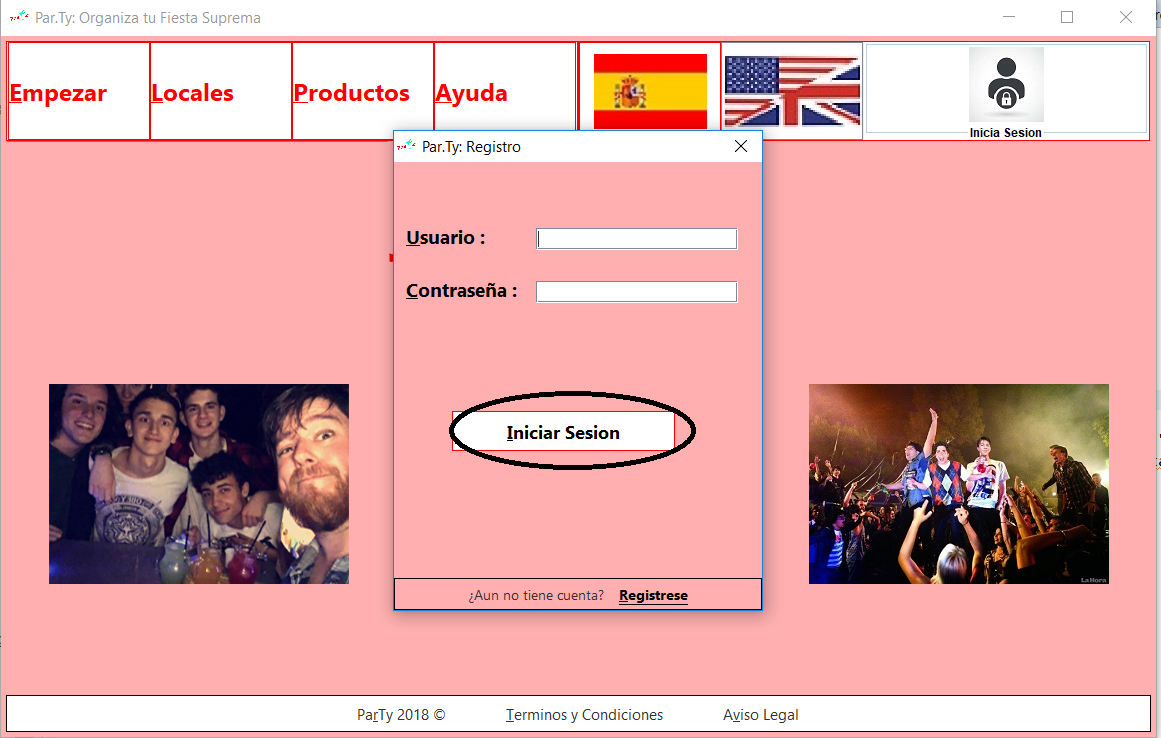 Par.Ty: Organiza tu Fiesta Suprema
Empezar
Locales
Productos
Ayuda
Inicia Sesion
Par.Ty: Registro
Usuario :
Contraseña :
Iniciar Sesion
¿Aun no tiene cuenta? Registrese
LaHora
ParTy 2018 © Terminos y Condiciones Aviso Legal